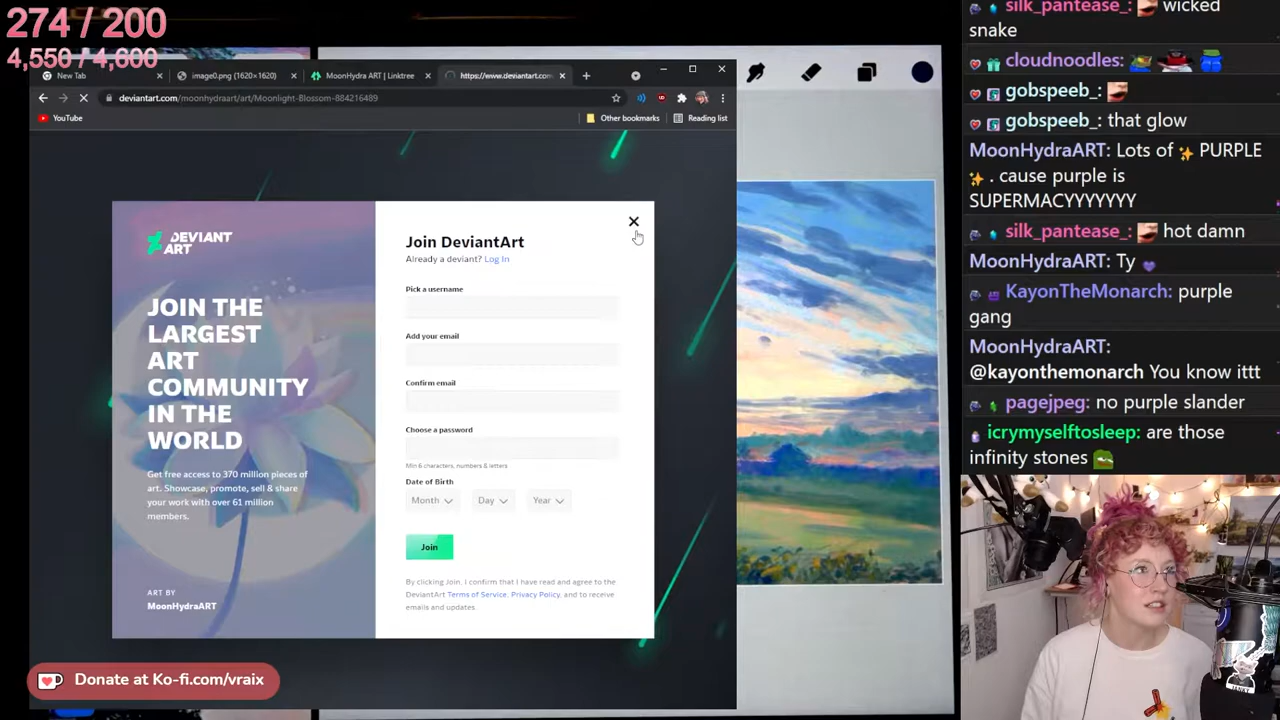 274 / 200
4,550 / 4,600
New Tab
image0.png (1620×1620)
MoonHydra ART | Linktree
https://www.deviantart.com
deviantart.com/moonhydraart/art/Moonlight-Blossom-884216489
YouTube
Other bookmarks
Reading list
DEVIANT
ART
JOIN THE
LARGEST
ART
COMMUNITY
IN THE
WORLD
Get free access to 370 million pieces of
art. Showcase, promote, sell & share
your work with over 61 million
members.
ART BY
MoonHydraART
Join DeviantArt
Already a deviant? Log In
Pick a username
Add your email
Confirm email
Choose a password
Min 6 characters, numbers & letters
Date of Birth
Month
Day
Year
Join
By clicking Join, I confirm that I have read and agree to the
DeviantArt Terms of Service, Privacy Policy, and to receive
emails and updates.
Donate at Ko-fi.com/vraix
silk_pantease_: wicked
snake
cloudnoodles:
gobspeeb_:
gobspeeb_: that glow
MoonHydraART: Lots of ✨ PURPLE
✨ . cause purple is
SUPERMACYYYYYYY
silk_pantease_: hot damn
MoonHydraART: Ty 💜
KayonTheMonarch: purple
gang
MoonHydraART:
@kayonthemonarch You know ittt
pagejpeg: no purple slander
icrymyselftosleep: are those
infinity stones